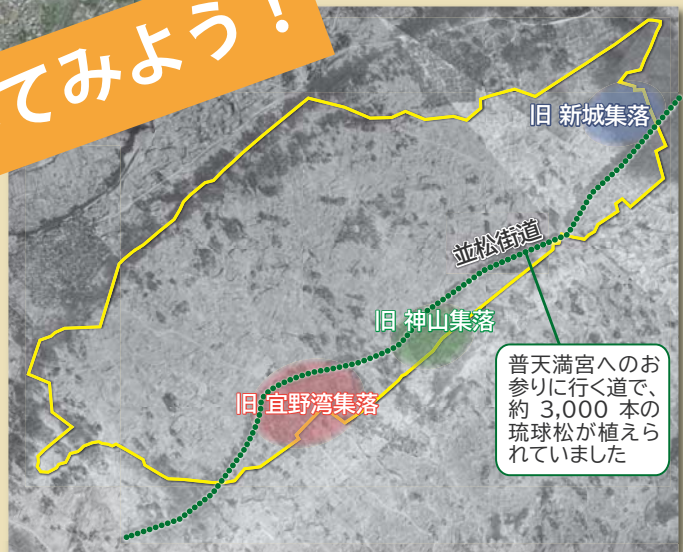 てみよう！
旧 新城集落
並松街道
旧 神山集落
旧 宜野湾集落
普天満宮へのお
参りに行く道で、
約 3,000 本の
琉球松が植えら
れていました